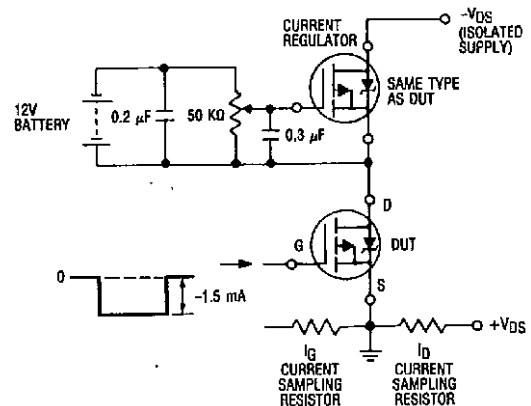 CURRENT
REGULATOR
-VDS
(ISOLATED
SUPPLY)
SAME TYPE
AS DUT
12V
BATTERY
0.2 µF
50 KΩ
0.3 µF
D
G
DUT
S
0
-1.5 mA
+VDS
IG
CURRENT
SAMPLING
RESISTOR
ID
CURRENT
SAMPLING
RESISTOR